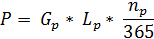 P = G_p * L_p * n_p/365